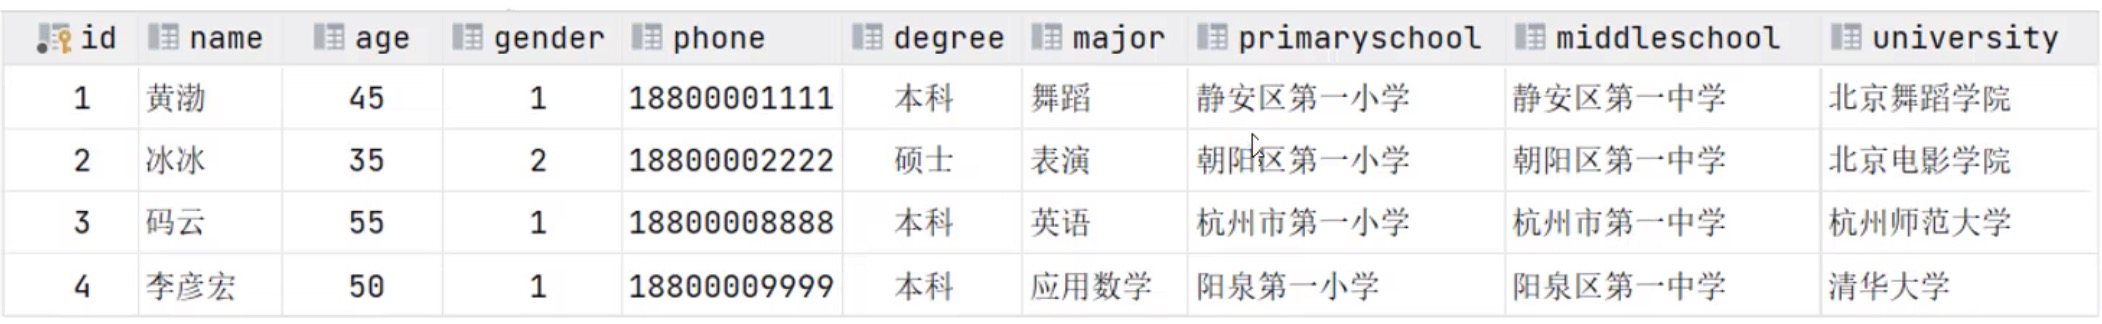 id name age gender phone degree major primaryschool middleschool university
1 黄渤 45 1 18800001111 本科 舞蹈 静安区第一小学 静安区第一中学 北京舞蹈学院
2 冰冰 35 2 18800002222 硕士 表演 朝阳区第一小学 朝阳区第一中学 北京电影学院
3 码云 55 1 18800008888 本科 英语 杭州市第一小学 杭州市第一中学 杭州师范大学
4 李彦宏 50 1 18800009999 本科 应用数学 阳泉第一小学 阳泉区第一中学 清华大学